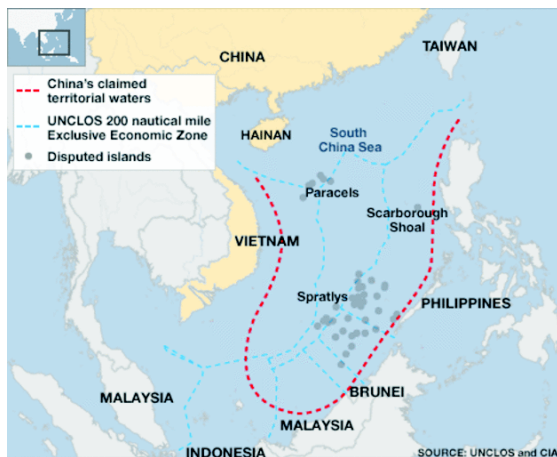 TAIWAN
CHINA
China's claimed
territorial waters
UNCLOS 200 nautical mile
Exclusive Economic Zone
Disputed islands
HAINAN
South
China Sea
Paracels
Scarborough
Shoal
VIETNAM
Spratlys
PHILIPPINES
MALAYSIA
BRUNEI
MALAYSIA
INDONESIA
SOURCE: UNCLOS and CIA